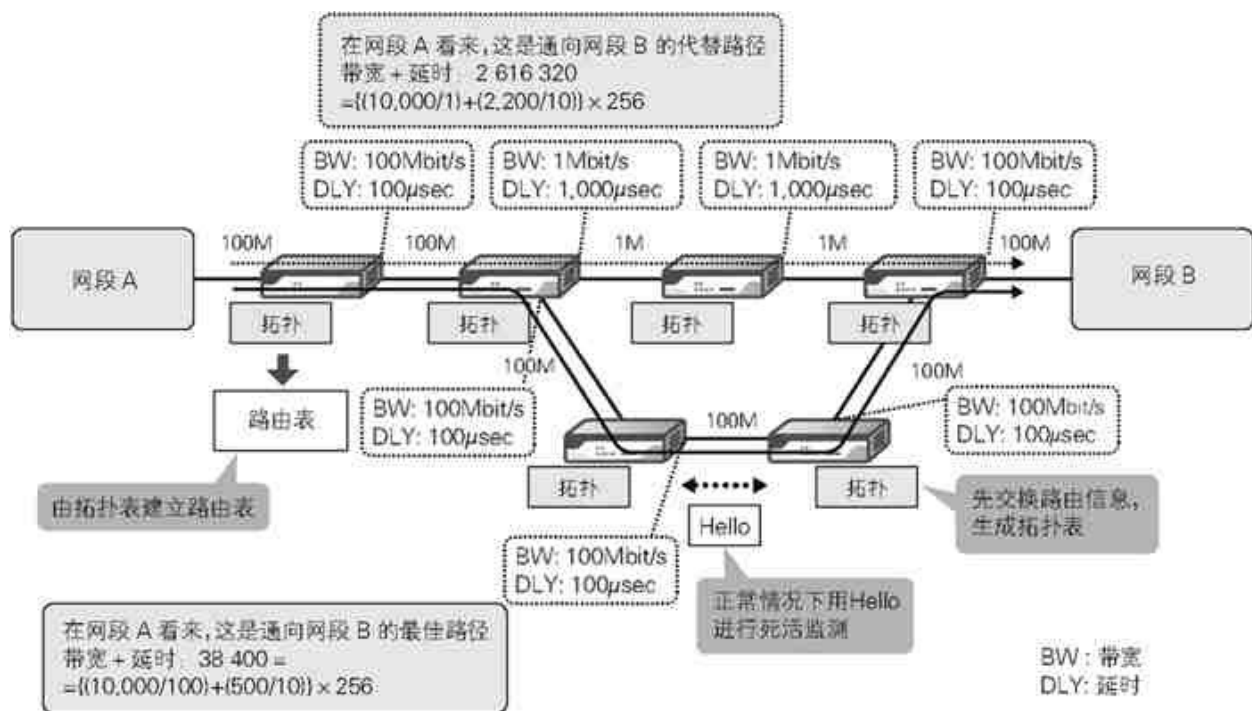 在网段 A 看来，这是通向网段 B 的代替路径
带宽 + 延时：2 616 320
={(10,000/1)+(2,200/10)} × 256
BW: 100Mbit/s
DLY: 100μsec
BW: 1Mbit/s
DLY: 1,000μsec
BW: 1Mbit/s
DLY: 1,000μsec
BW: 100Mbit/s
DLY: 100μsec
网段 A
100M
100M
1M
1M
100M
网段 B
拓扑
拓扑
拓扑
拓扑
路由表
由拓扑表建立路由表
100M
BW: 100Mbit/s
DLY: 100μsec
100M
100M
BW: 100Mbit/s
DLY: 100μsec
拓扑
拓扑
Hello
BW: 100Mbit/s
DLY: 100μsec
正常情况下用Hello
进行死活监测
先交换路由信息，
生成拓扑表
在网段 A 看来，这是通向网段 B 的最佳路径
带宽 + 延时：38 400 =
={(10,000/100)+(500/10)} × 256
BW：带宽
DLY：延时